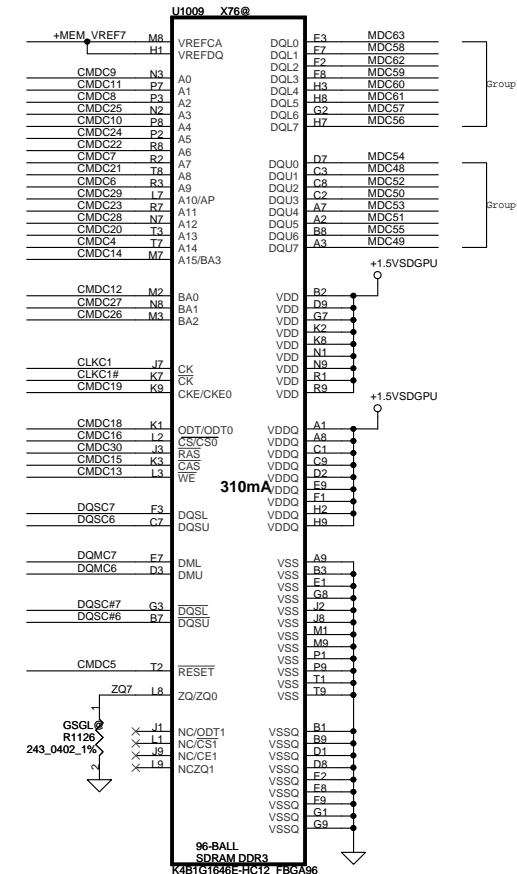 U1009 X76@
+MEM_VREF7 M8 VREFCA DQL0 E3 MDC63
H1 VREFDQ DQL1 F7 MDC58
DQL2 F2 MDC62
CMDC9 N3 A0 DQL3 F8 MDC59
CMDC11 P7 A1 DQL4 H3 MDC60
CMDC8 P3 A2 DQL5 H8 MDC61
CMDC25 N2 A3 DQL6 G2 MDC57
CMDC10 P8 A4 DQL7 H7 MDC56
Group
CMDC24 P2 A5
CMDC22 R8 A6
CMDC7 R2 A7 DQU0 D7 MDC54
CMDC21 T8 A8 DQU1 C3 MDC48
CMDC6 R3 A9 DQU2 C8 MDC52
CMDC29 L7 A10/AP DQU3 C2 MDC50
CMDC23 R7 A11 DQU4 A7 MDC53
CMDC28 N7 A12 DQU5 A2 MDC51
CMDC20 T3 A13 DQU6 B8 MDC55
CMDC4 T7 A14 DQU7 A3 MDC49
Group
CMDC14 M7 A15/BA3
+1.5VSDGPU
CMDC12 M2 BA0 VDD B2
CMDC27 N8 BA1 VDD D9
CMDC26 M3 BA2 VDD G7
VDD K2
VDD K8
VDD N1
CLKC1 J7 CK VDD N9
CLKC1# K7 CK VDD R1
CMDC19 K9 CKE/CKE0 VDD R9
+1.5VSDGPU
CMDC18 K1 ODT/ODT0 VDDQ A1
CMDC16 L2 CS/CS0 VDDQ A8
CMDC30 J3 RAS VDDQ C1
CMDC15 K3 CAS VDDQ C9
CMDC13 L3 WE VDDQ D2
310mA VDDQ E9
VDDQ F1
DQSC7 F3 DQSL VDDQ H2
DQSC6 C7 DQSU VDDQ H9
DQMC7 E7 DML VSS A9
DQMC6 D3 DMU VSS B3
VSS E1
VSS G8
DQSC#7 G3 DQSL VSS J2
DQSC#6 B7 DQSU VSS J8
VSS M1
VSS M9
VSS P1
CMDC5 T2 RESET VSS P9
VSS T1
ZQ7 L8 ZQ/ZQ0 VSS T9
1
GSGL@
R1126
243_0402_1%
2
J1 NC/ODT1 VSSQ B1
L1 NC/CS1 VSSQ B9
J9 NC/CE1 VSSQ D1
L9 NCZQ1 VSSQ D8
VSSQ E2
VSSQ E8
VSSQ F9
VSSQ G1
VSSQ G9
96-BALL
SDRAM DDR3
K4B1G1646E-HC12_FBGA96